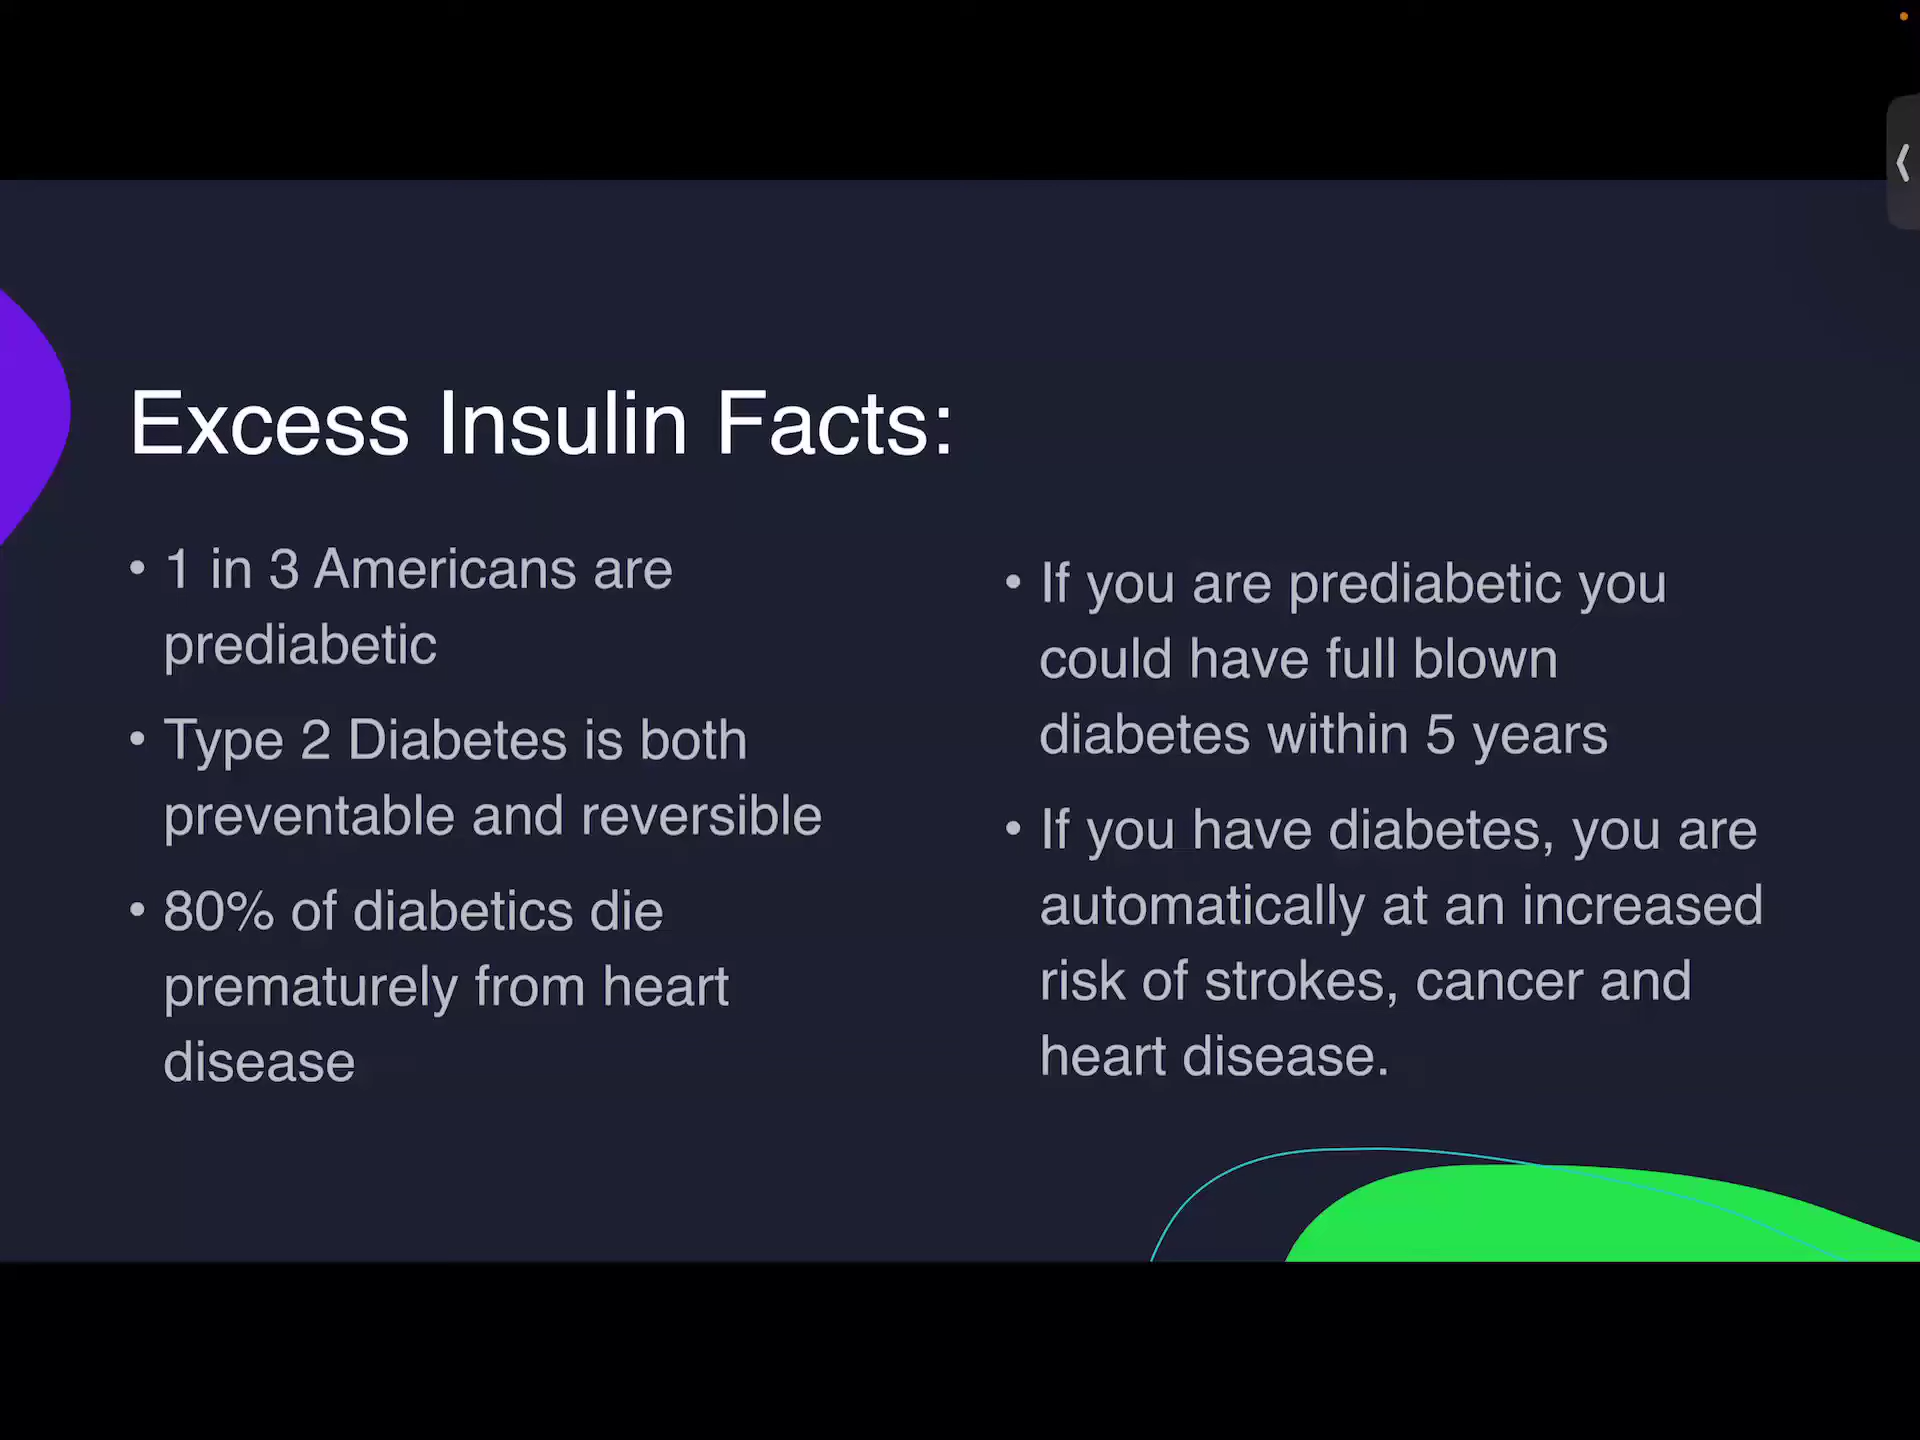 Excess Insulin Facts:
• 1 in 3 Americans are
prediabetic
• Type 2 Diabetes is both
preventable and reversible
• 80% of diabetics die
prematurely from heart
disease
• If you are prediabetic you
could have full blown
diabetes within 5 years
• If you have diabetes, you are
automatically at an increased
risk of strokes, cancer and
heart disease.